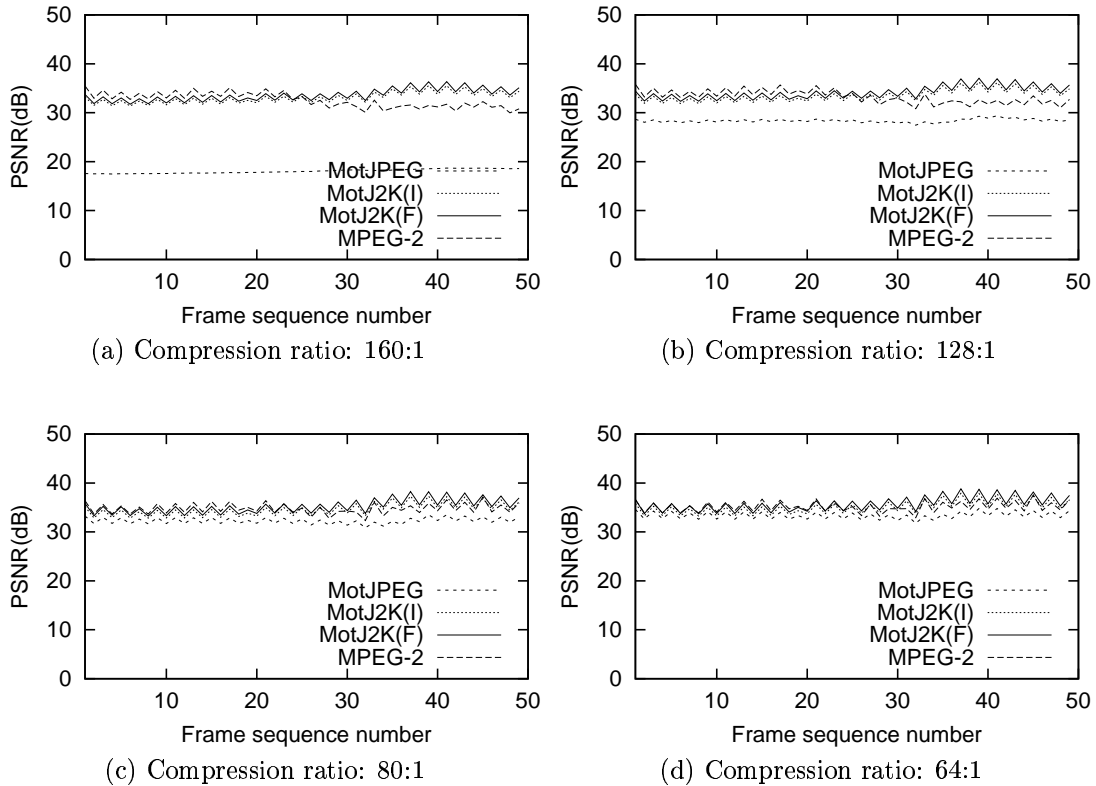 50
40
30
20
10
0
PSNR(dB)
MotJPEG
MotJ2K(I)
MotJ2K(F)
MPEG-2
10 20 30 40 50
Frame sequence number
(a) Compression ratio: 160:1
50
40
30
20
10
0
PSNR(dB)
MotJPEG
MotJ2K(I)
MotJ2K(F)
MPEG-2
10 20 30 40 50
Frame sequence number
(b) Compression ratio: 128:1
50
40
30
20
10
0
PSNR(dB)
MotJPEG
MotJ2K(I)
MotJ2K(F)
MPEG-2
10 20 30 40 50
Frame sequence number
(c) Compression ratio: 80:1
50
40
30
20
10
0
PSNR(dB)
MotJPEG
MotJ2K(I)
MotJ2K(F)
MPEG-2
10 20 30 40 50
Frame sequence number
(d) Compression ratio: 64:1